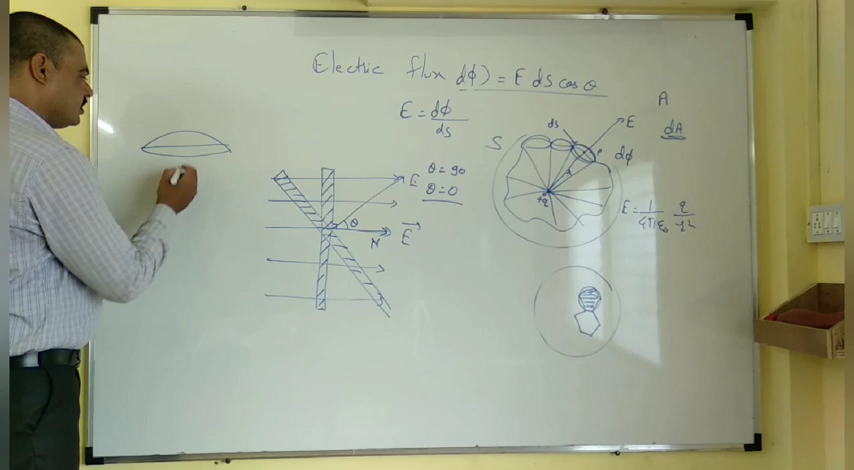 Electric flux dϕ) = E ds cos θ
E = dϕ/ds
A
dA
ds
E
S
dϕ
+q
E = 1/4πε₀ q/r²
E
θ = 90
θ = 0
θ
N
E⃗